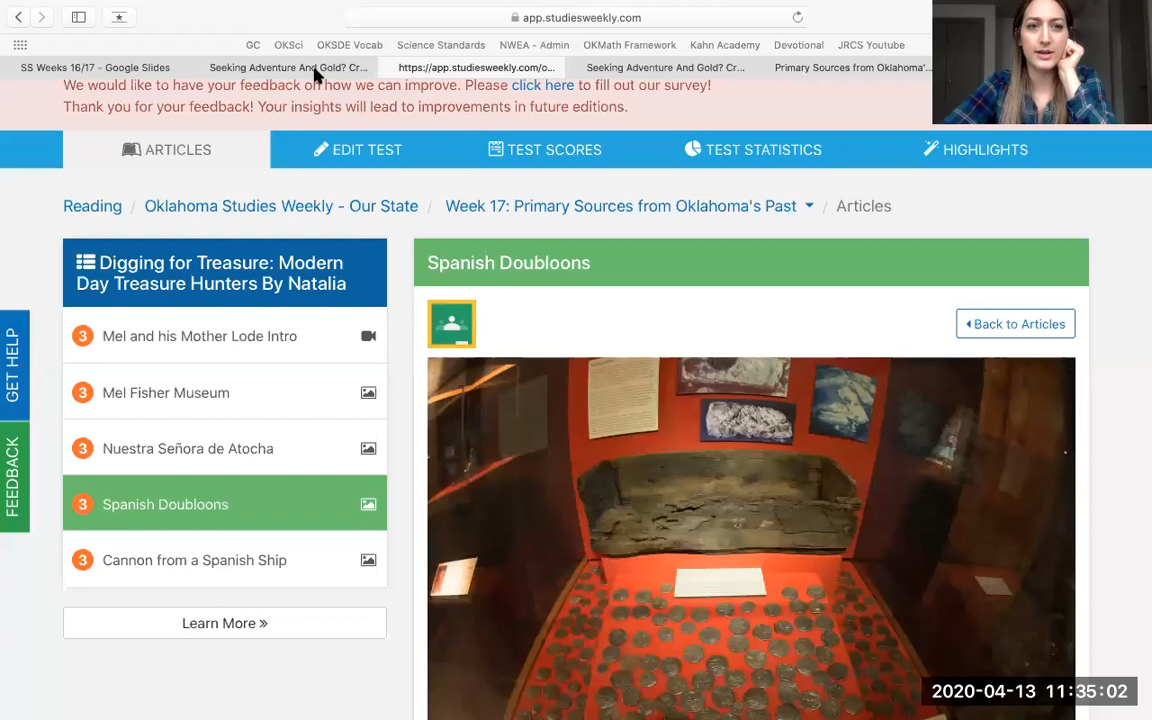 app.studiesweekly.com
GC OKSci OKSDE Vocab Science Standards NWEA - Admin OKMath Framework Kahn Academy Devotional JRCS Youtube
SS Weeks 16/17 - Google Slides Seeking Adventure And Gold? Cr... https://app.studiesweekly.com/o... Seeking Adventure And Gold? Cr... Primary Sources from Oklahoma'...
We would like to have your feedback on how we can improve. Please click here to fill out our survey!
Thank you for your feedback! Your insights will lead to improvements in future editions.
ARTICLES EDIT TEST TEST SCORES TEST STATISTICS HIGHLIGHTS
Reading / Oklahoma Studies Weekly - Our State / Week 17: Primary Sources from Oklahoma's Past / Articles
Digging for Treasure: Modern
Day Treasure Hunters By Natalia
3 Mel and his Mother Lode Intro
3 Mel Fisher Museum
3 Nuestra Señora de Atocha
3 Spanish Doubloons
3 Cannon from a Spanish Ship
Learn More »
Spanish Doubloons
Back to Articles
GET HELP
FEEDBACK
2020-04-13 11:35:02